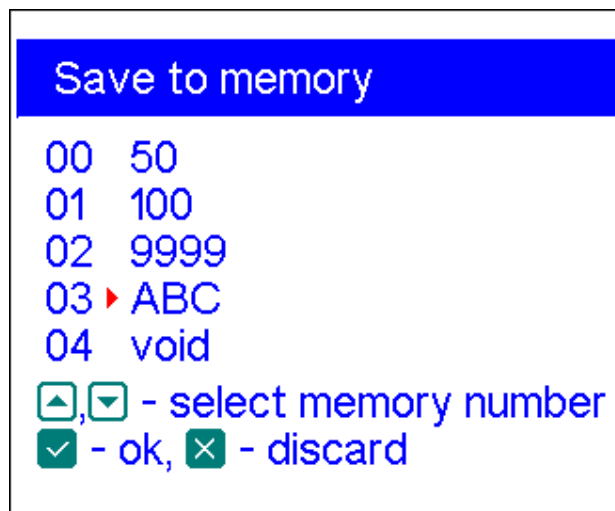 Save to memory
00 50
01 100
02 9999
03 ABC
04 void
, - select memory number
- ok, - discard